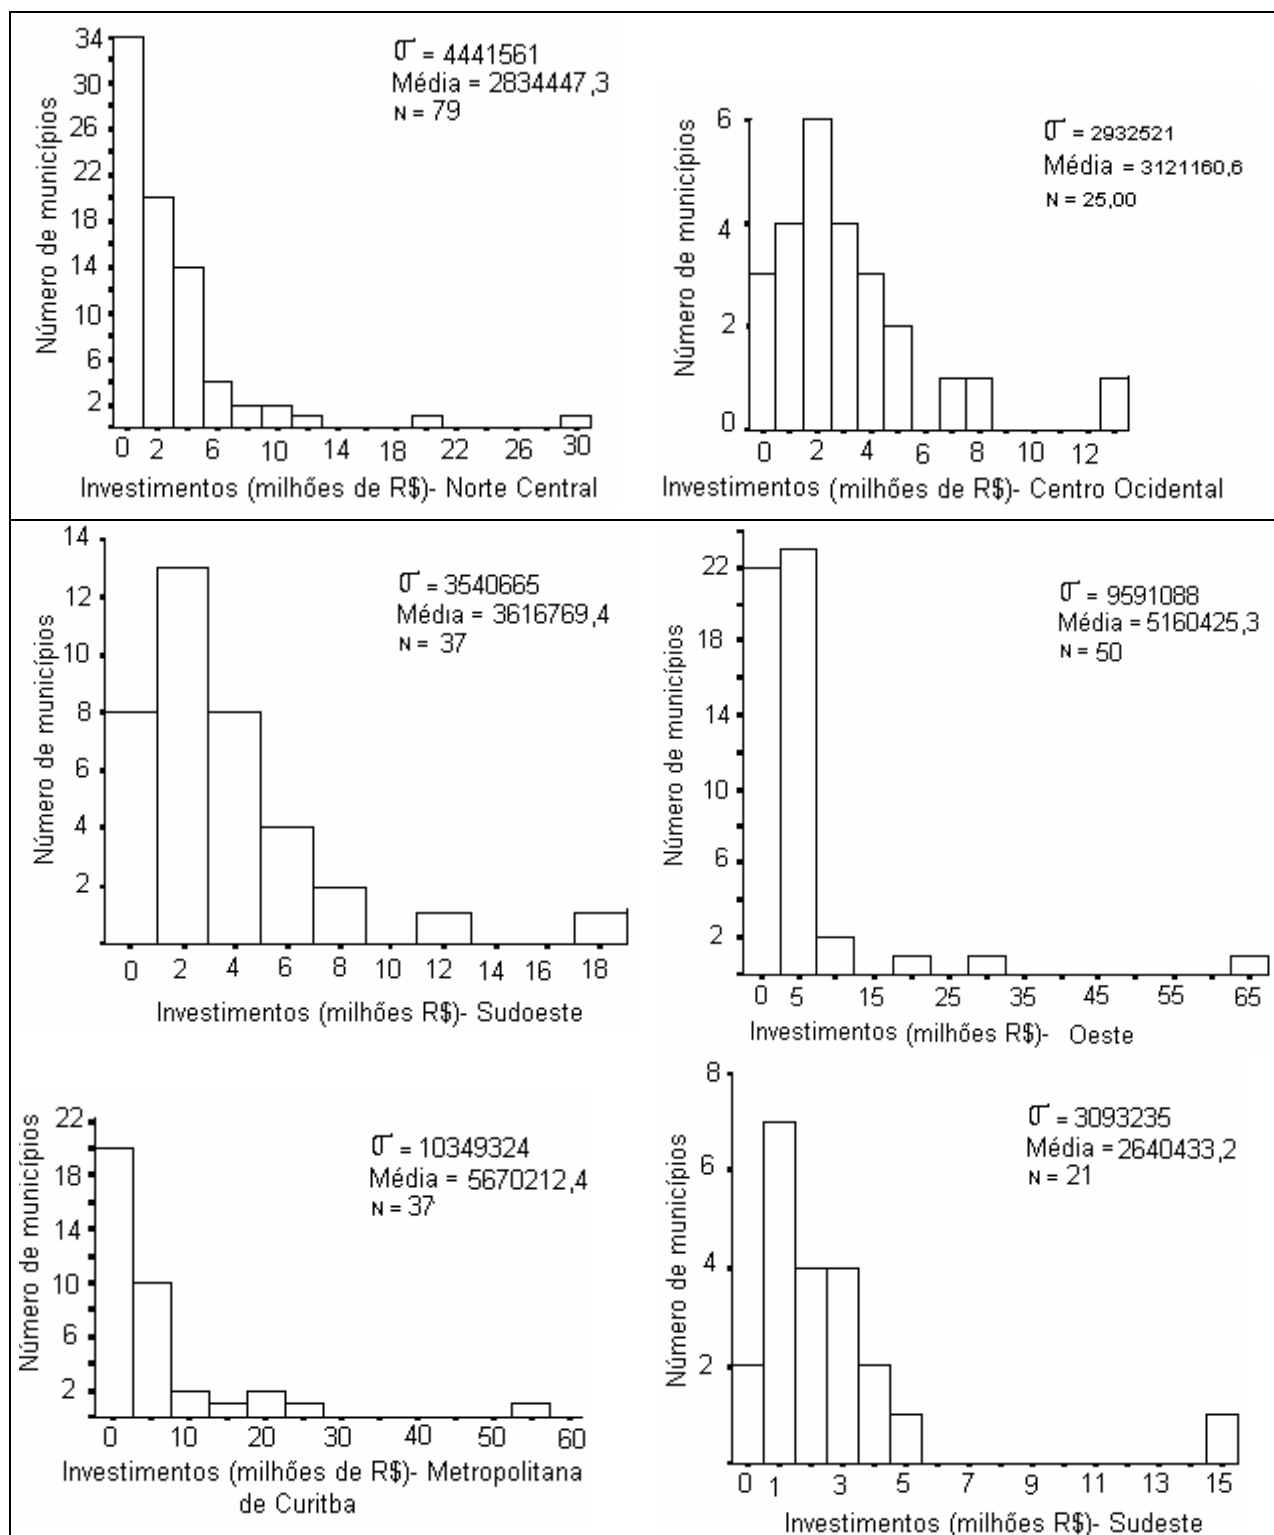 Número de municípios
34
30
26
22
18
14
10
6
2
0 2 6 10 14 18 22 26 30
σ = 4441561
Média = 2834447,3
N = 79
Investimentos (milhões de R$)- Norte Central
Número de municípios
6
4
2
0
0 2 4 6 8 10 12
σ = 2932521
Média = 3121160,6
N = 25,00
Investimentos (milhões de R$)- Centro Ocidental
Número de municípios
14
12
10
8
6
4
2
0 2 4 6 8 10 12 14 16 18
σ = 3540665
Média = 3616769,4
N = 37
Investimentos (milhões R$)- Sudoeste
Número de municípios
22
18
14
10
6
2
0 5 15 25 35 45 55 65
σ = 9591088
Média = 5160425,3
N = 50
Investimentos (milhões R$)- Oeste
Número de municípios
22
18
14
10
6
2
0 10 20 30 40 50 60
σ = 10349324
Média = 5670212,4
N = 37
Investimentos (milhões de R$)- Metropolitana
de Curitba
Número de municípios
8
6
4
2
0 1 3 5 7 9 11 13 15
σ = 3093235
Média = 2640433,2
N = 21
Investimentos (milhões R$)- Sudeste